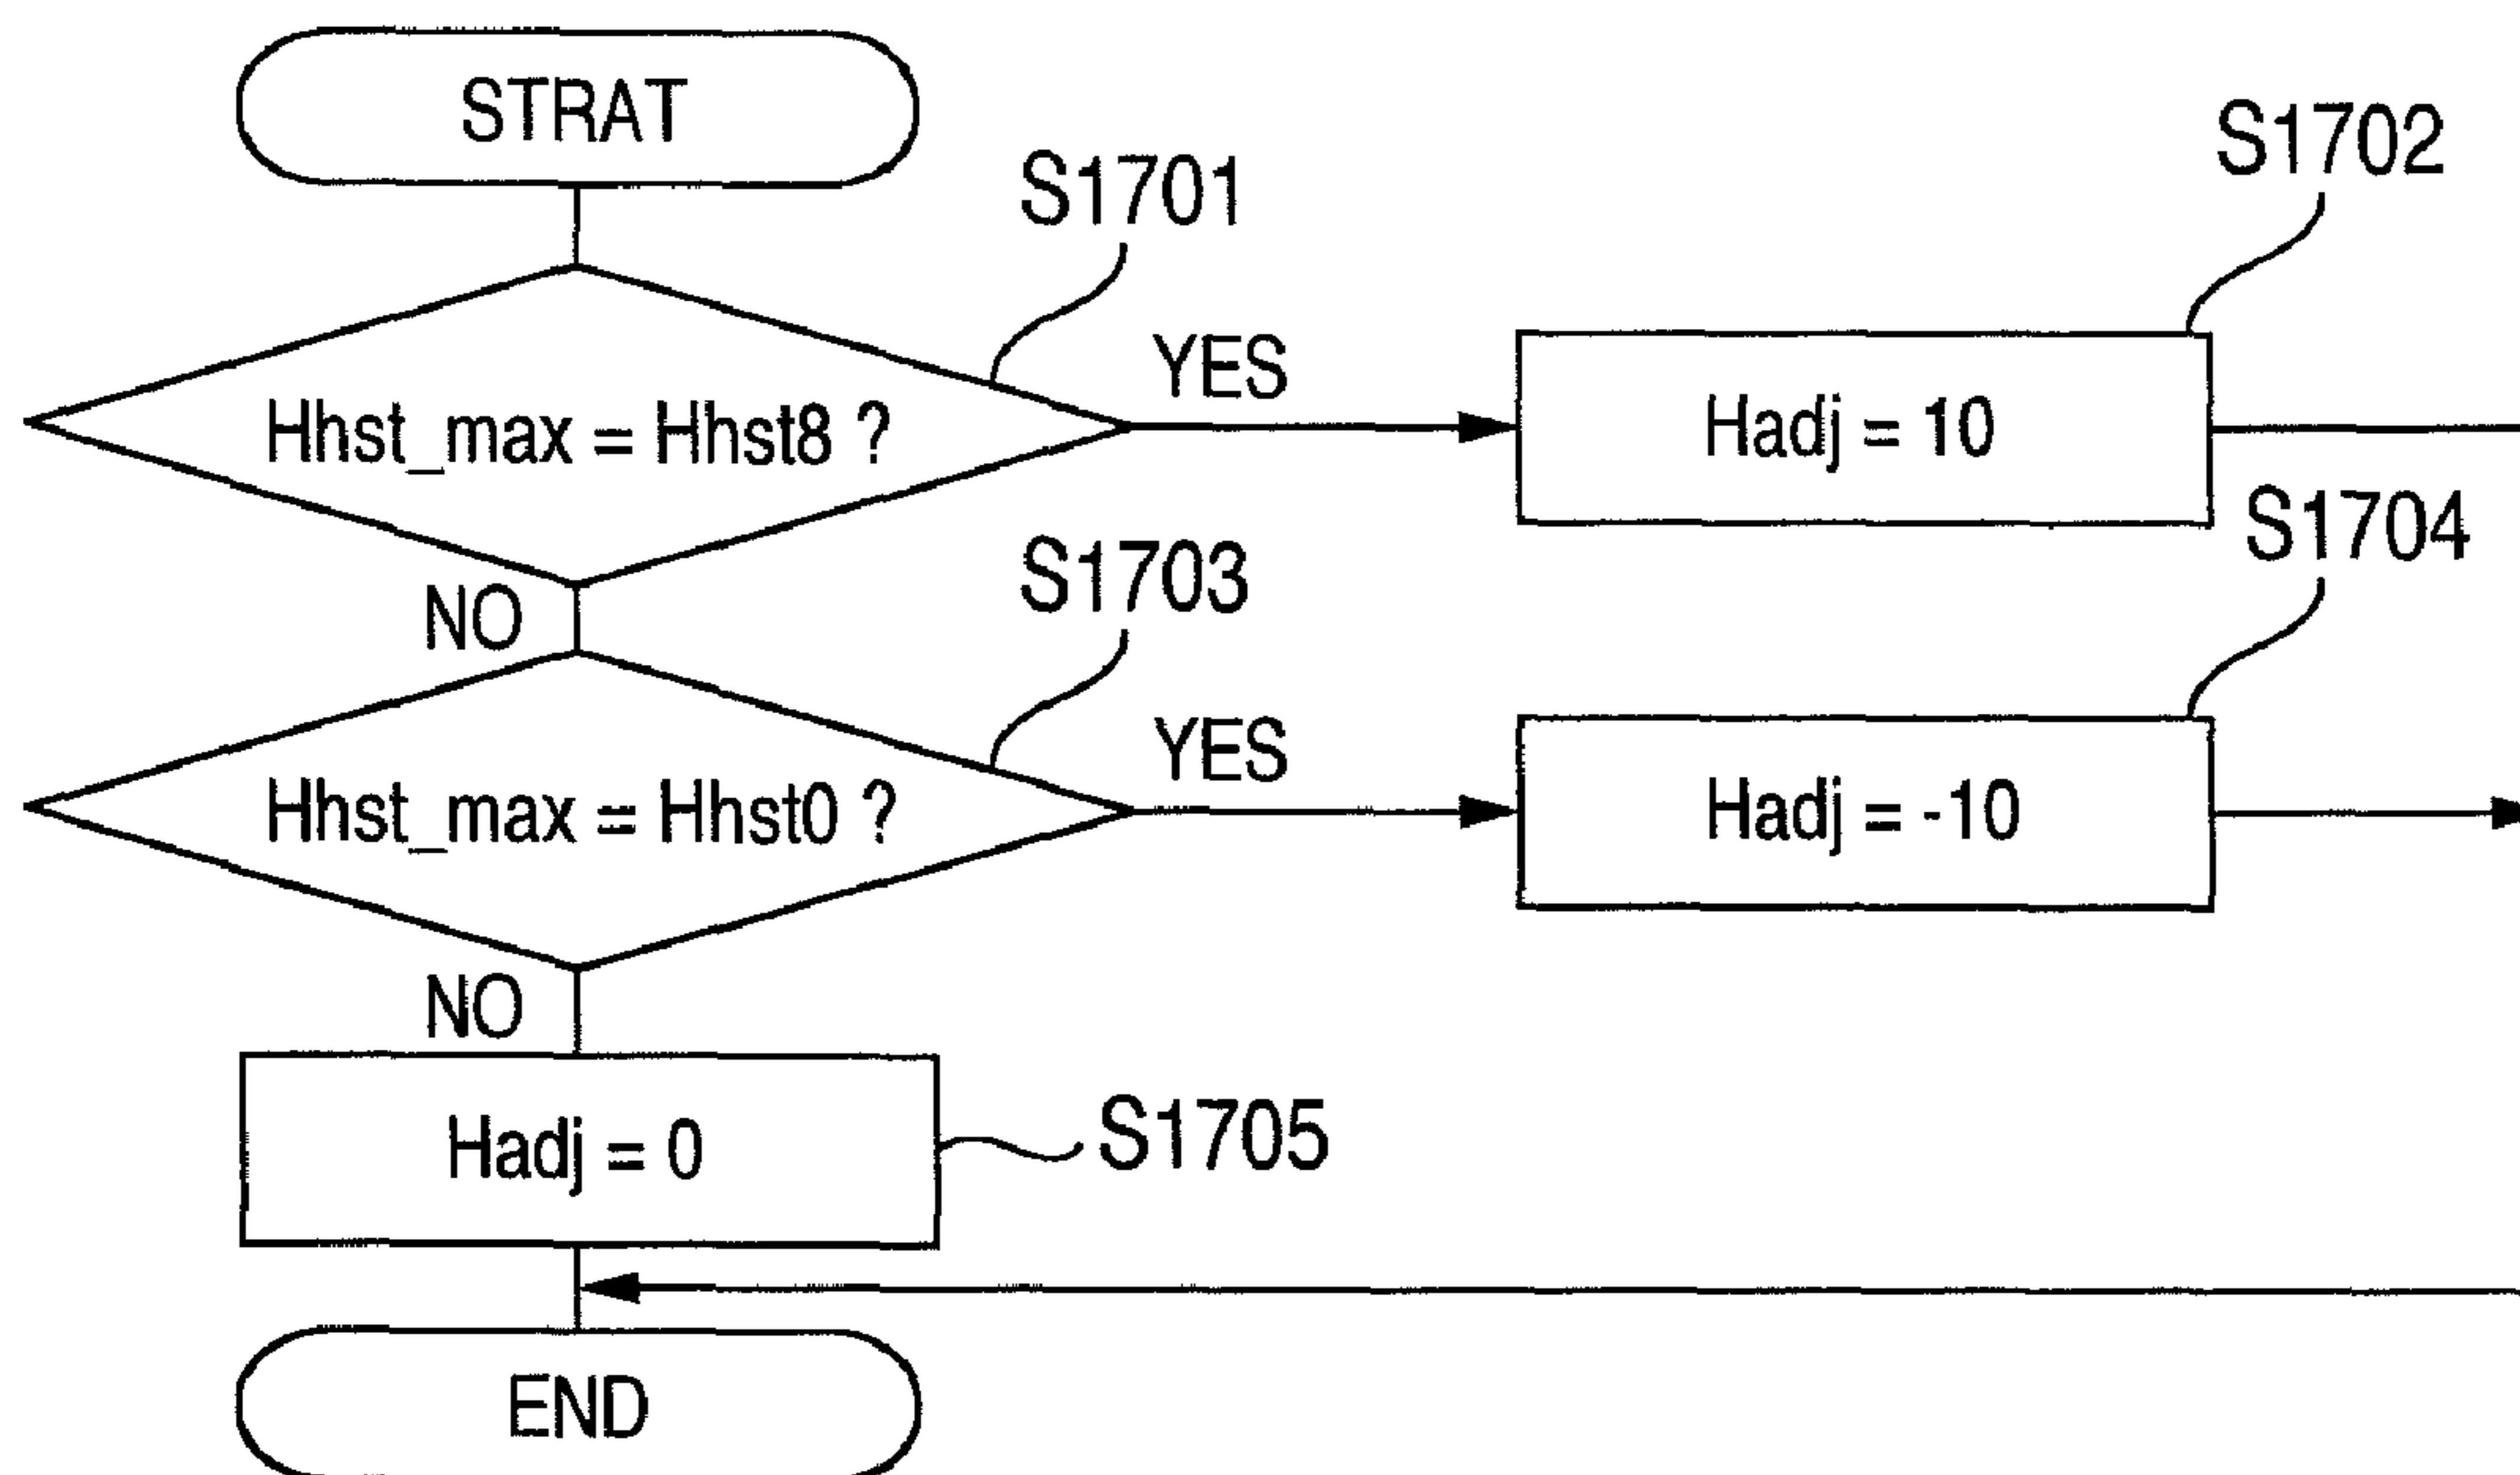 STRAT
S1701
S1702
Hhst_max = Hhst8 ?
YES
Hadj = 10
NO
S1703
S1704
Hhst_max = Hhst0 ?
YES
Hadj = -10
NO
Hadj = 0
S1705
END